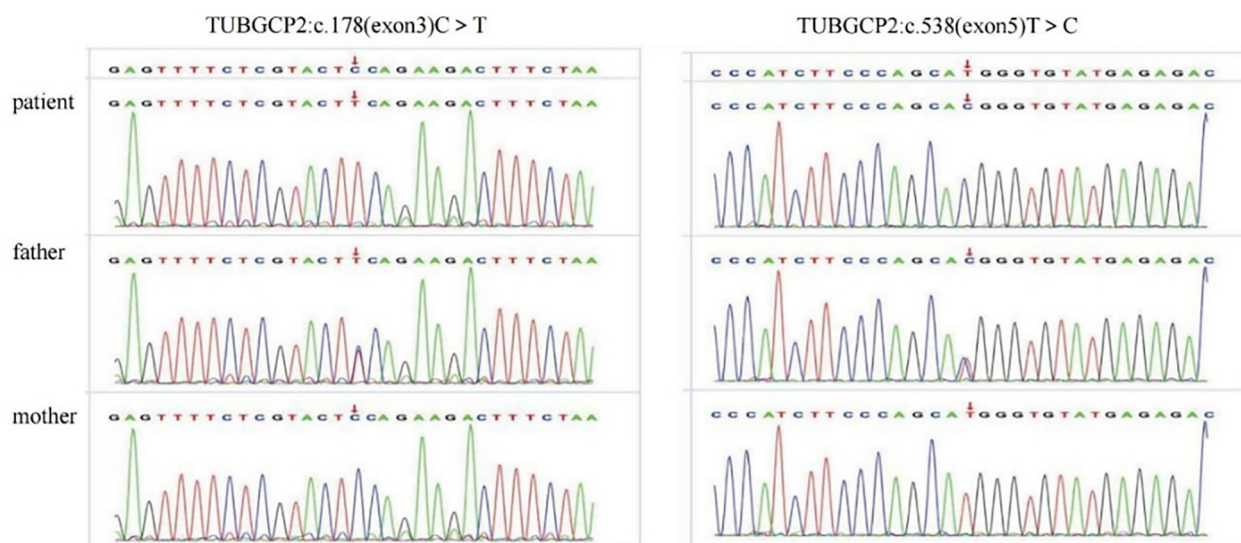 TUBGCP2:c.178(exon3)C > T
G A G T T T T C T C G T A C T C C A G A A G A C T T T C T A A
patient
G A G T T T T C T C G T A C T T C A G A A G A C T T T C T A A
father
G A G T T T T C T C G T A C T T C A G A A G A C T T T C T A A
mother
G A G T T T T C T C G T A C T C C A G A A G A C T T T C T A A
TUBGCP2:c.538(exon5)T > C
C C C A T C T T C C C A G C A T G G G T G T A T G A G A G A C
C C C A T C T T C C C A G C A C G G G T G T A T G A G A G A C
C C C A T C T T C C C A G C A C G G G T G T A T G A G A G A C
C C C A T C T T C C C A G C A T G G G T G T A T G A G A G A C